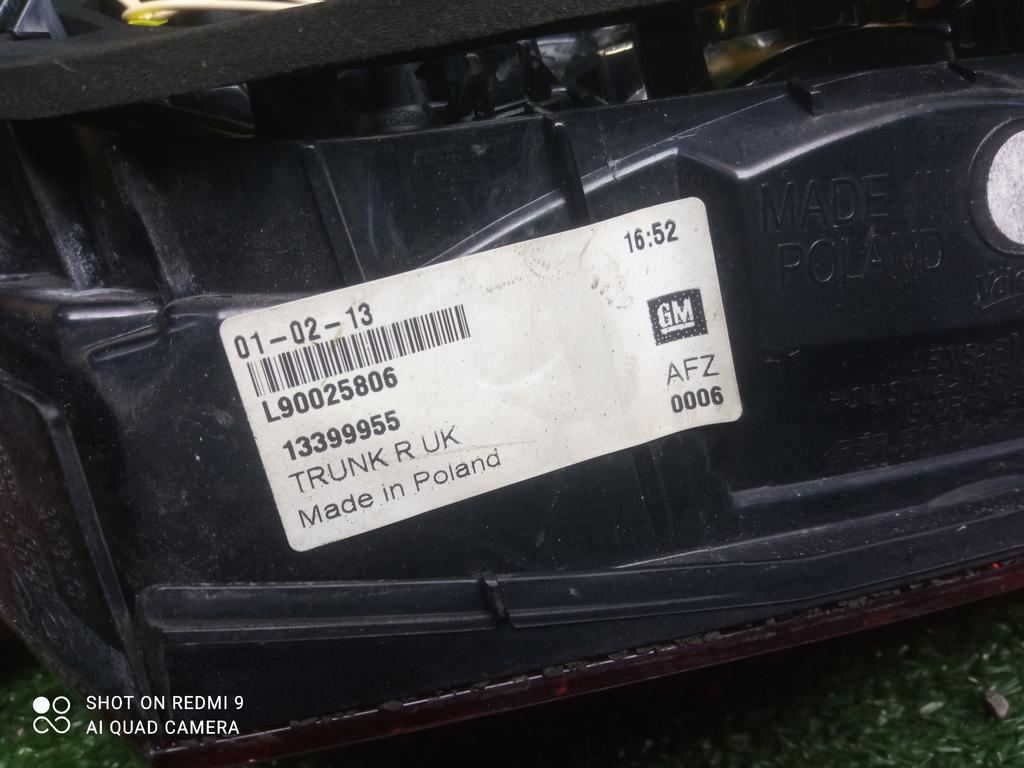 16:52
01-02-13
GM
L90025806
AFZ
13399955
0006
TRUNK R UK
Made in Poland
MADE IN
POLAND
SHOT ON REDMI 9
AI QUAD CAMERA